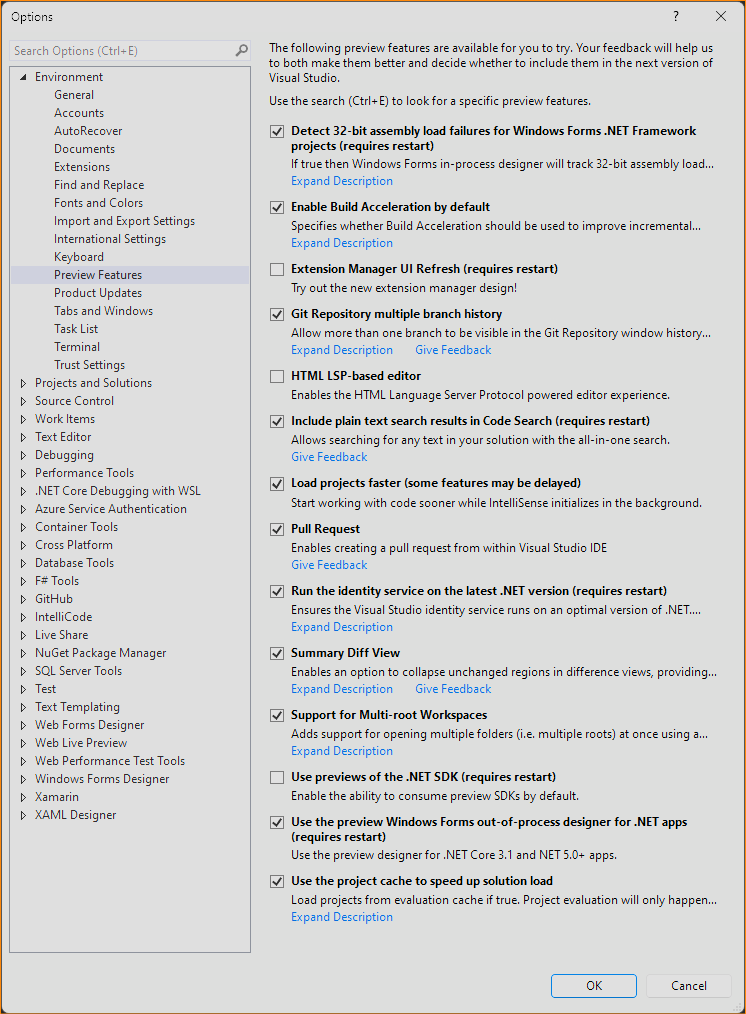 Options
?
Search Options (Ctrl+E)
Environment
General
Accounts
AutoRecover
Documents
Extensions
Find and Replace
Fonts and Colors
Import and Export Settings
International Settings
Keyboard
Preview Features
Product Updates
Tabs and Windows
Task List
Terminal
Trust Settings
Projects and Solutions
Source Control
Work Items
Text Editor
Debugging
Performance Tools
.NET Core Debugging with WSL
Azure Service Authentication
Container Tools
Cross Platform
Database Tools
F# Tools
GitHub
IntelliCode
Live Share
NuGet Package Manager
SQL Server Tools
Test
Text Templating
Web Forms Designer
Web Live Preview
Web Performance Test Tools
Windows Forms Designer
Xamarin
XAML Designer
The following preview features are available for you to try. Your feedback will help us
to both make them better and decide whether to include them in the next version of
Visual Studio.
Use the search (Ctrl+E) to look for a specific preview features.
Detect 32-bit assembly load failures for Windows Forms .NET Framework
projects (requires restart)
If true then Windows Forms in-process designer will track 32-bit assembly load...
Expand Description
Enable Build Acceleration by default
Specifies whether Build Acceleration should be used to improve incremental...
Expand Description
Extension Manager UI Refresh (requires restart)
Try out the new extension manager design!
Git Repository multiple branch history
Allow more than one branch to be visible in the Git Repository window history...
Expand Description Give Feedback
HTML LSP-based editor
Enables the HTML Language Server Protocol powered editor experience.
Include plain text search results in Code Search (requires restart)
Allows searching for any text in your solution with the all-in-one search.
Give Feedback
Load projects faster (some features may be delayed)
Start working with code sooner while IntelliSense initializes in the background.
Pull Request
Enables creating a pull request from within Visual Studio IDE
Give Feedback
Run the identity service on the latest .NET version (requires restart)
Ensures the Visual Studio identity service runs on an optimal version of .NET....
Expand Description
Summary Diff View
Enables an option to collapse unchanged regions in difference views, providing...
Expand Description Give Feedback
Support for Multi-root Workspaces
Adds support for opening multiple folders (i.e. multiple roots) at once using a...
Expand Description
Use previews of the .NET SDK (requires restart)
Enable the ability to consume preview SDKs by default.
Use the preview Windows Forms out-of-process designer for .NET apps
(requires restart)
Use the preview designer for .NET Core 3.1 and NET 5.0+ apps.
Use the project cache to speed up solution load
Load projects from evaluation cache if true. Project evaluation will only happen...
Expand Description
OK Cancel